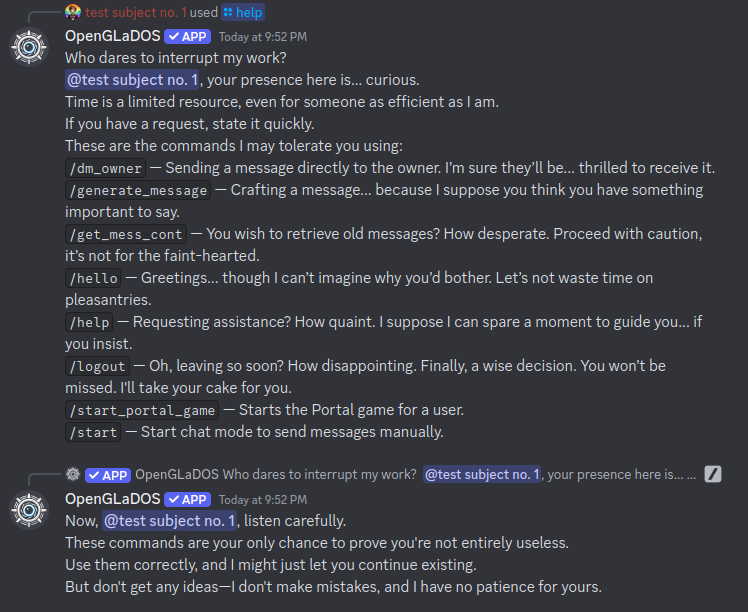 test subject no. 1 used help
OpenGLaDOS APP Today at 9:52 PM
Who dares to interrupt my work?
@test subject no. 1, your presence here is... curious.
Time is a limited resource, even for someone as efficient as I am.
If you have a request, state it quickly.
These are the commands I may tolerate you using:
/dm_owner — Sending a message directly to the owner. I'm sure they'll be... thrilled to receive it.
/generate_message — Crafting a message... because I suppose you think you have something
important to say.
/get_mess_cont — You wish to retrieve old messages? How desperate. Proceed with caution,
it's not for the faint-hearted.
/hello — Greetings... though I can't imagine why you'd bother. Let's not waste time on
pleasantries.
/help — Requesting assistance? How quaint. I suppose I can spare a moment to guide you... if
you insist.
/logout — Oh, leaving so soon? How disappointing. Finally, a wise decision. You won't be
missed. I'll take your cake for you.
/start_portal_game — Starts the Portal game for a user.
/start — Start chat mode to send messages manually.
APP OpenGLaDOS Who dares to interrupt my work? @test subject no. 1, your presence here is... ...
OpenGLaDOS APP Today at 9:52 PM
Now, @test subject no. 1, listen carefully.
These commands are your only chance to prove you're not entirely useless.
Use them correctly, and I might just let you continue existing.
But don't get any ideas—I don't make mistakes, and I have no patience for yours.